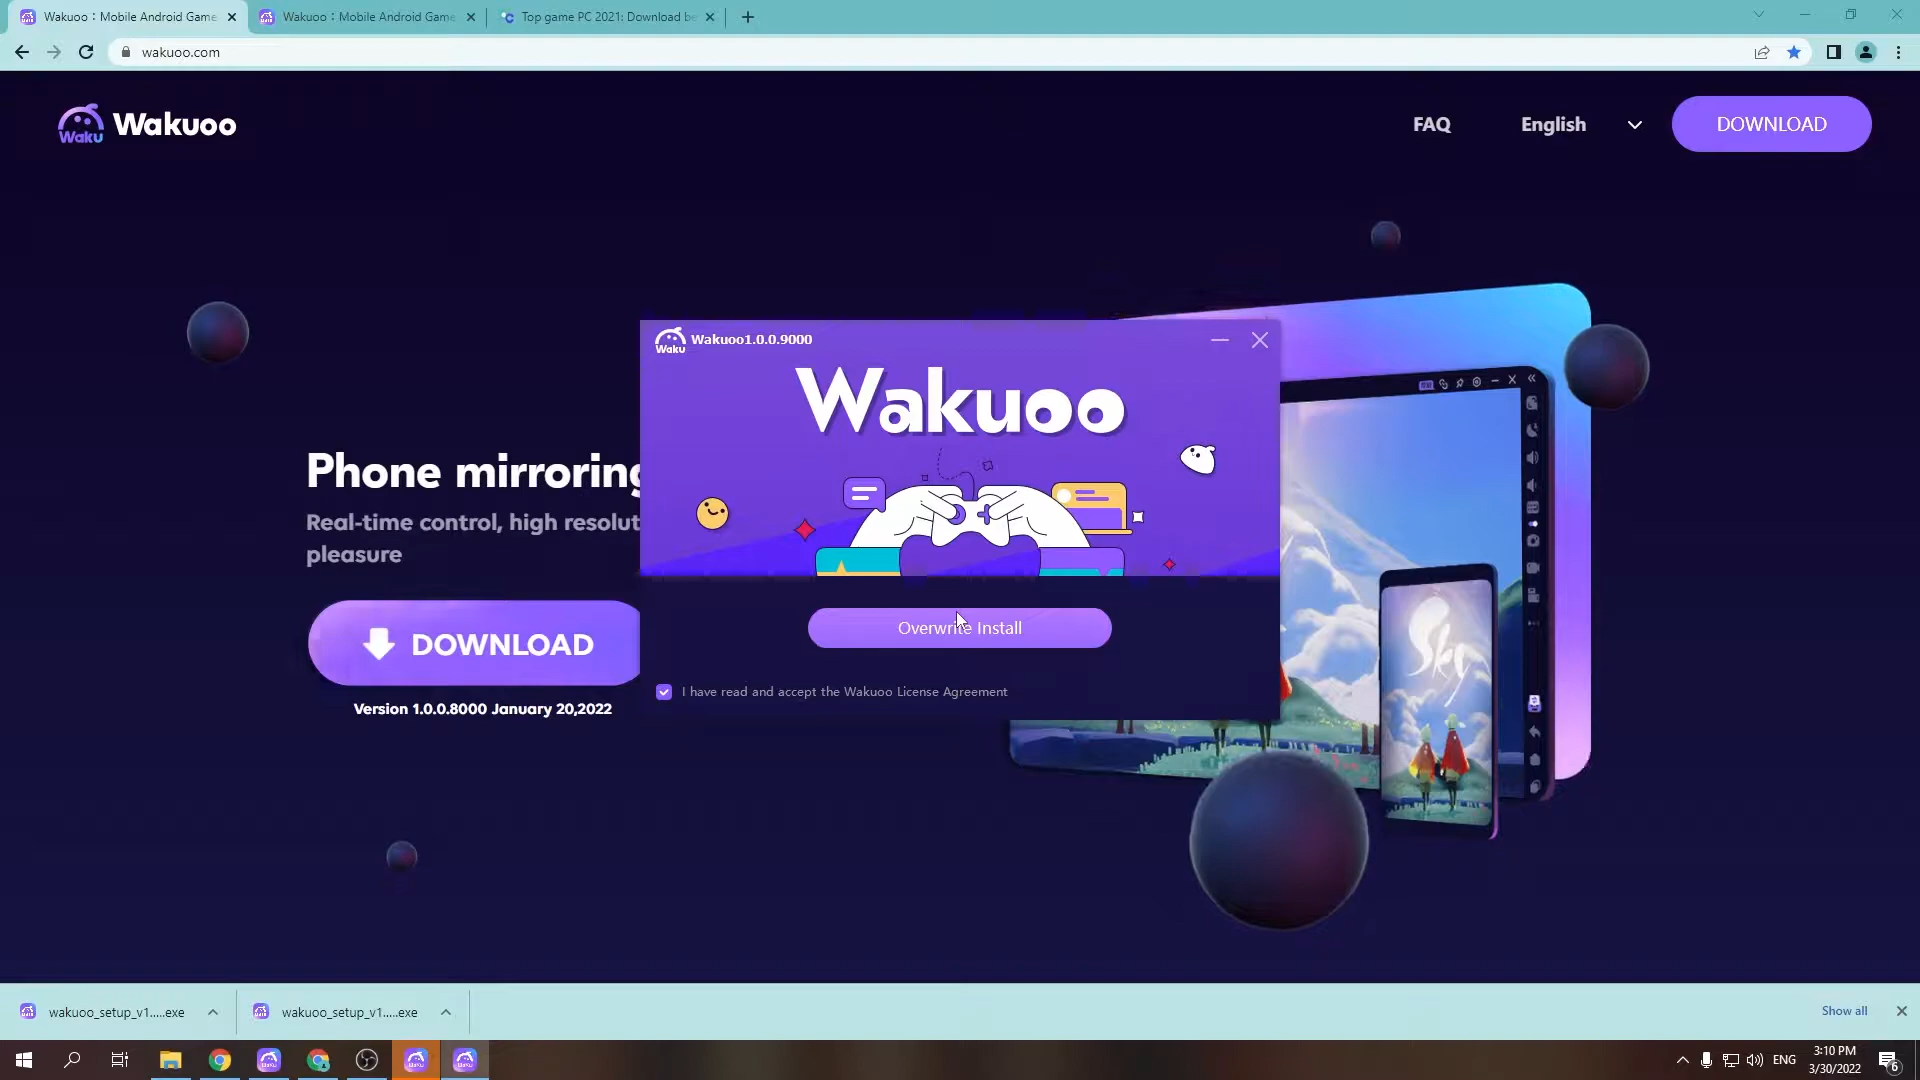 Wakuoo：Mobile Android Game
Wakuoo：Mobile Android Game
Top game PC 2021: Download be
wakuoo.com
Waku
Wakuoo
FAQ
English
DOWNLOAD
Waku
Wakuoo1.0.0.9000
Wakuoo
Phone mirroring
Real-time control, high resolut
pleasure
Overwrite Install
DOWNLOAD
I have read and accept the Wakuoo License Agreement
Version 1.0.0.8000 January 20,2022
Sky
wakuoo_setup_v1.....exe
wakuoo_setup_v1.....exe
Show all
ENG
3:10 PM
3/30/2022
6